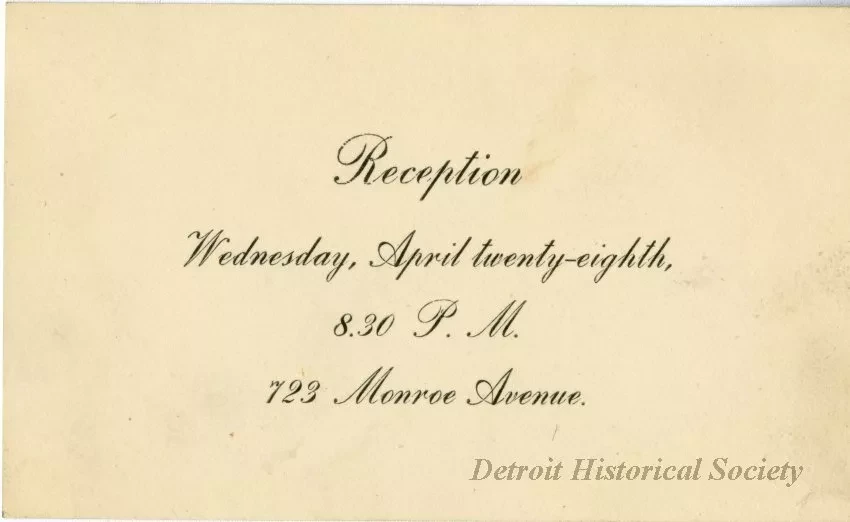 Reception
Wednesday, April twenty-eighth,
8.30 P. M.
723 Monroe Avenue.
Detroit Historical Society